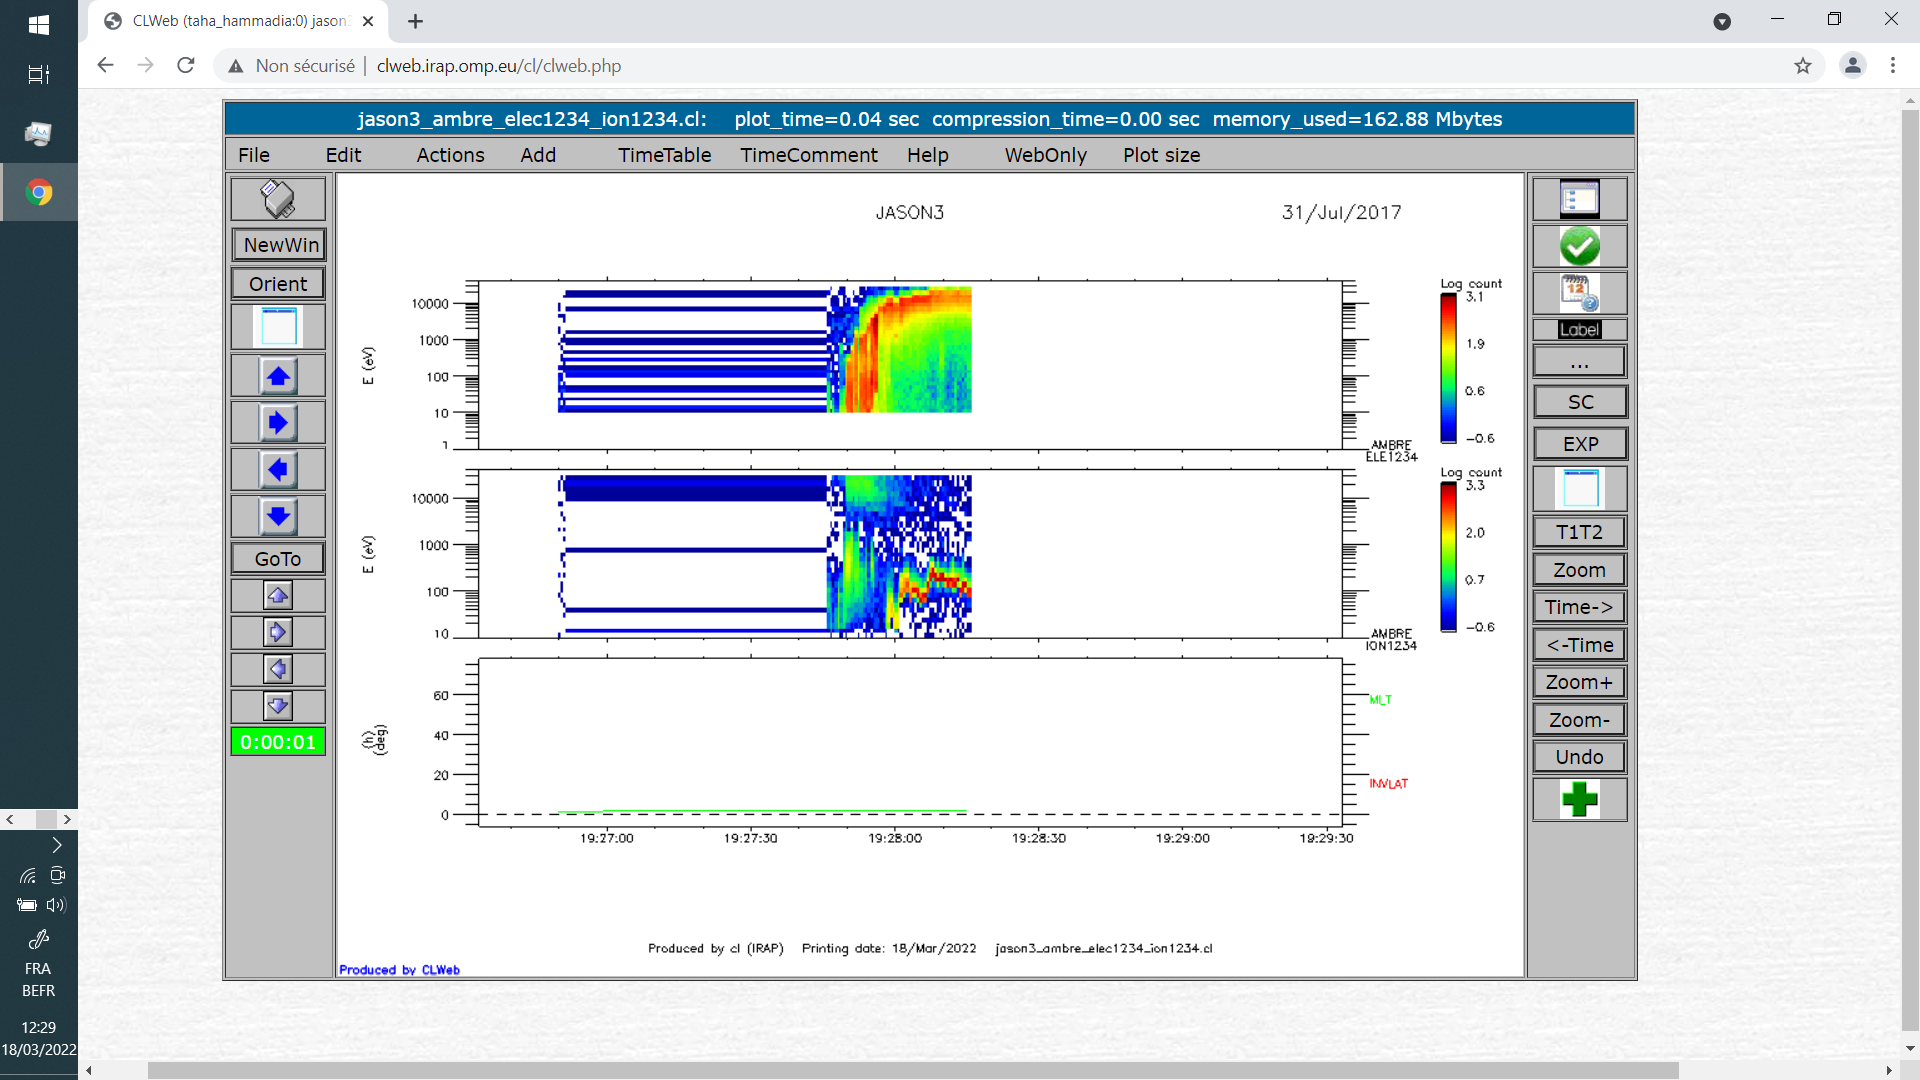 CLWeb (taha_hammadia:0) jason3
Non sécurisé | clweb.irap.omp.eu/cl/clweb.php
jason3_ambre_elec1234_ion1234.cl: plot_time=0.04 sec compression_time=0.00 sec memory_used=162.88 Mbytes
File Edit Actions Add TimeTable TimeComment Help WebOnly Plot size
NewWin
Orient
GoTo
0:00:01
JASON3 31/Jul/2017
E (eV)
10000
1000
100
10
1
Log count
3.1
1.9
0.6
-0.6
AMBRE
ELE1234
E (eV)
10000
1000
100
10
Log count
3.3
2.0
0.7
-0.6
AMBRE
ION1234
(h)
(deg)
60
40
20
0
MLT
INVLAT
19:27:00 19:27:30 19:28:00 19:28:30 19:29:00 19:29:30
Produced by cl (IRAP) Printing date: 18/Mar/2022 jason3_ambre_elec1234_ion1234.cl
Produced by CLWeb
12
Label
...
SC
EXP
T1T2
Zoom
Time->
<-Time
Zoom+
Zoom-
Undo
FRA
BEFR
12:29
18/03/2022